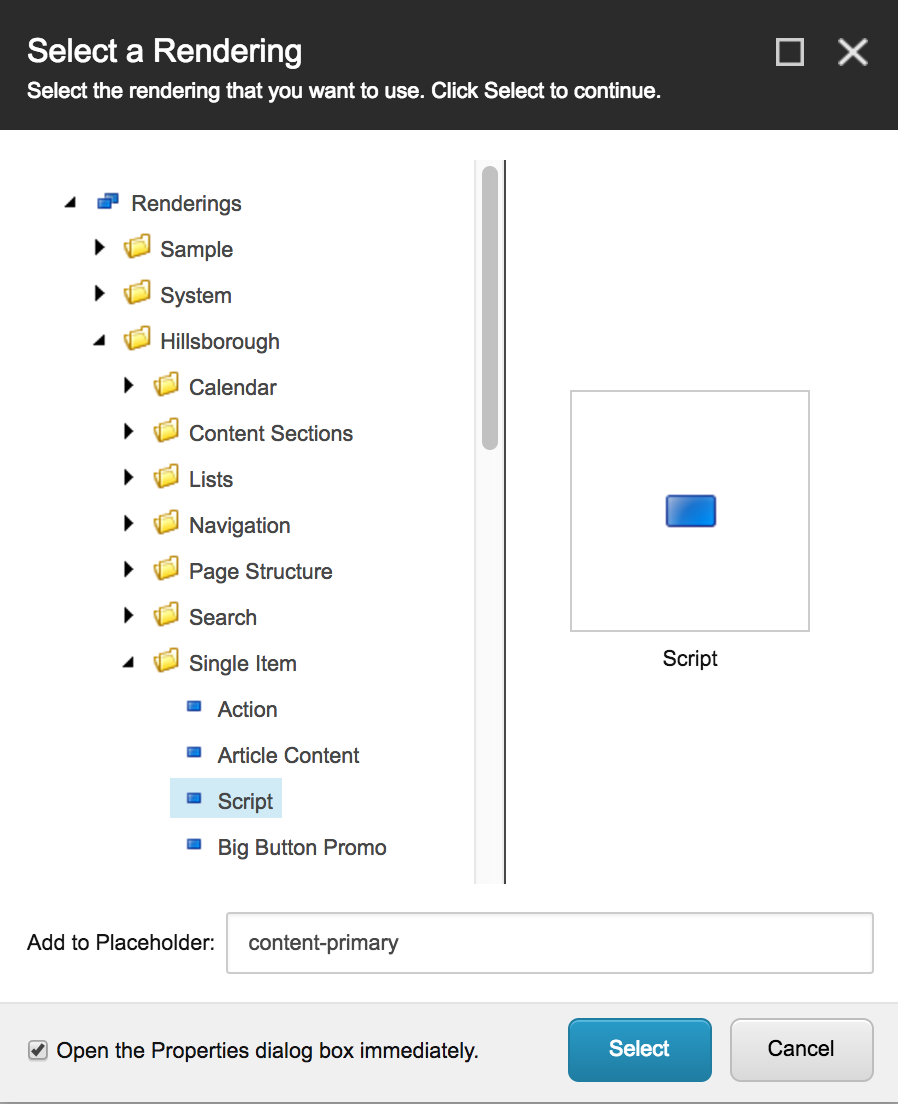 Select a Rendering
Select the rendering that you want to use. Click Select to continue.
Renderings
Sample
System
Hillsborough
Calendar
Content Sections
Lists
Navigation
Page Structure
Search
Single Item
Action
Article Content
Script
Big Button Promo
Script
Add to Placeholder: content-primary
Open the Properties dialog box immediately. Select Cancel